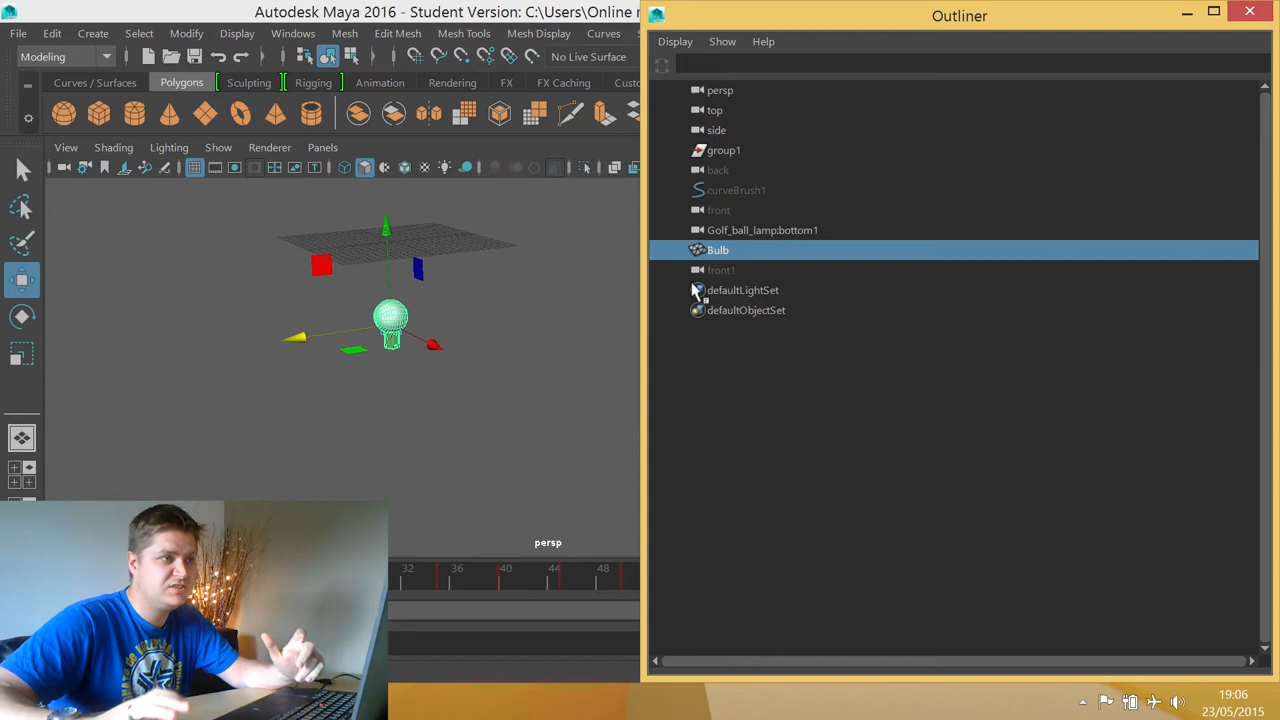 Autodesk Maya 2016 - Student Version: C:\Users\Online r
File Edit Create Select Modify Display Windows Mesh Edit Mesh Mesh Tools Mesh Display Curves
Modeling No Live Surface
Curves / Surfaces Polygons Sculpting Rigging Animation Rendering FX FX Caching Custo
View Shading Lighting Show Renderer Panels
persp
32 36 40 44 48
Outliner
Display Show Help
persp
top
side
group1
back
curveBrush1
front
Golf_ball_lamp:bottom1
Bulb
front1
defaultLightSet
defaultObjectSet
19:06
23/05/2015